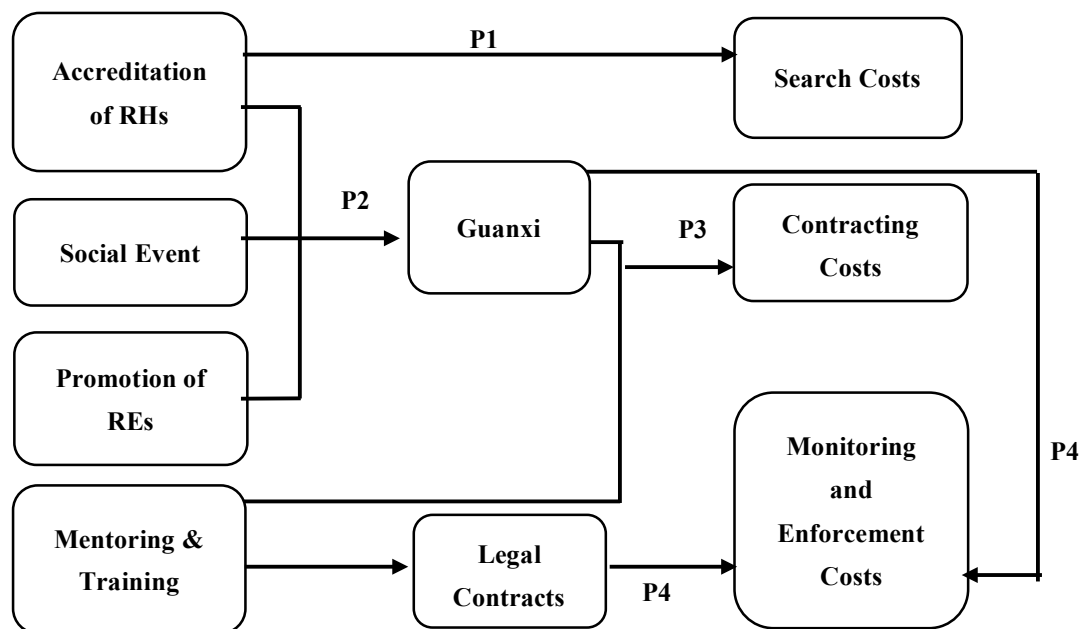 Accreditation
of RHs
P1
Search Costs
Social Event
P2
Guanxi
P3
Contracting
Costs
Promotion of
REs
Monitoring
and
Enforcement
Costs
P4
Mentoring &
Training
Legal
Contracts
P4